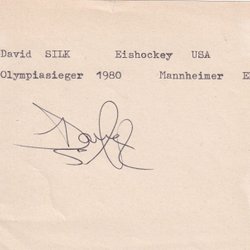 David SILK Eishockey USA
Olympiasieger 1980 Mannheimer E